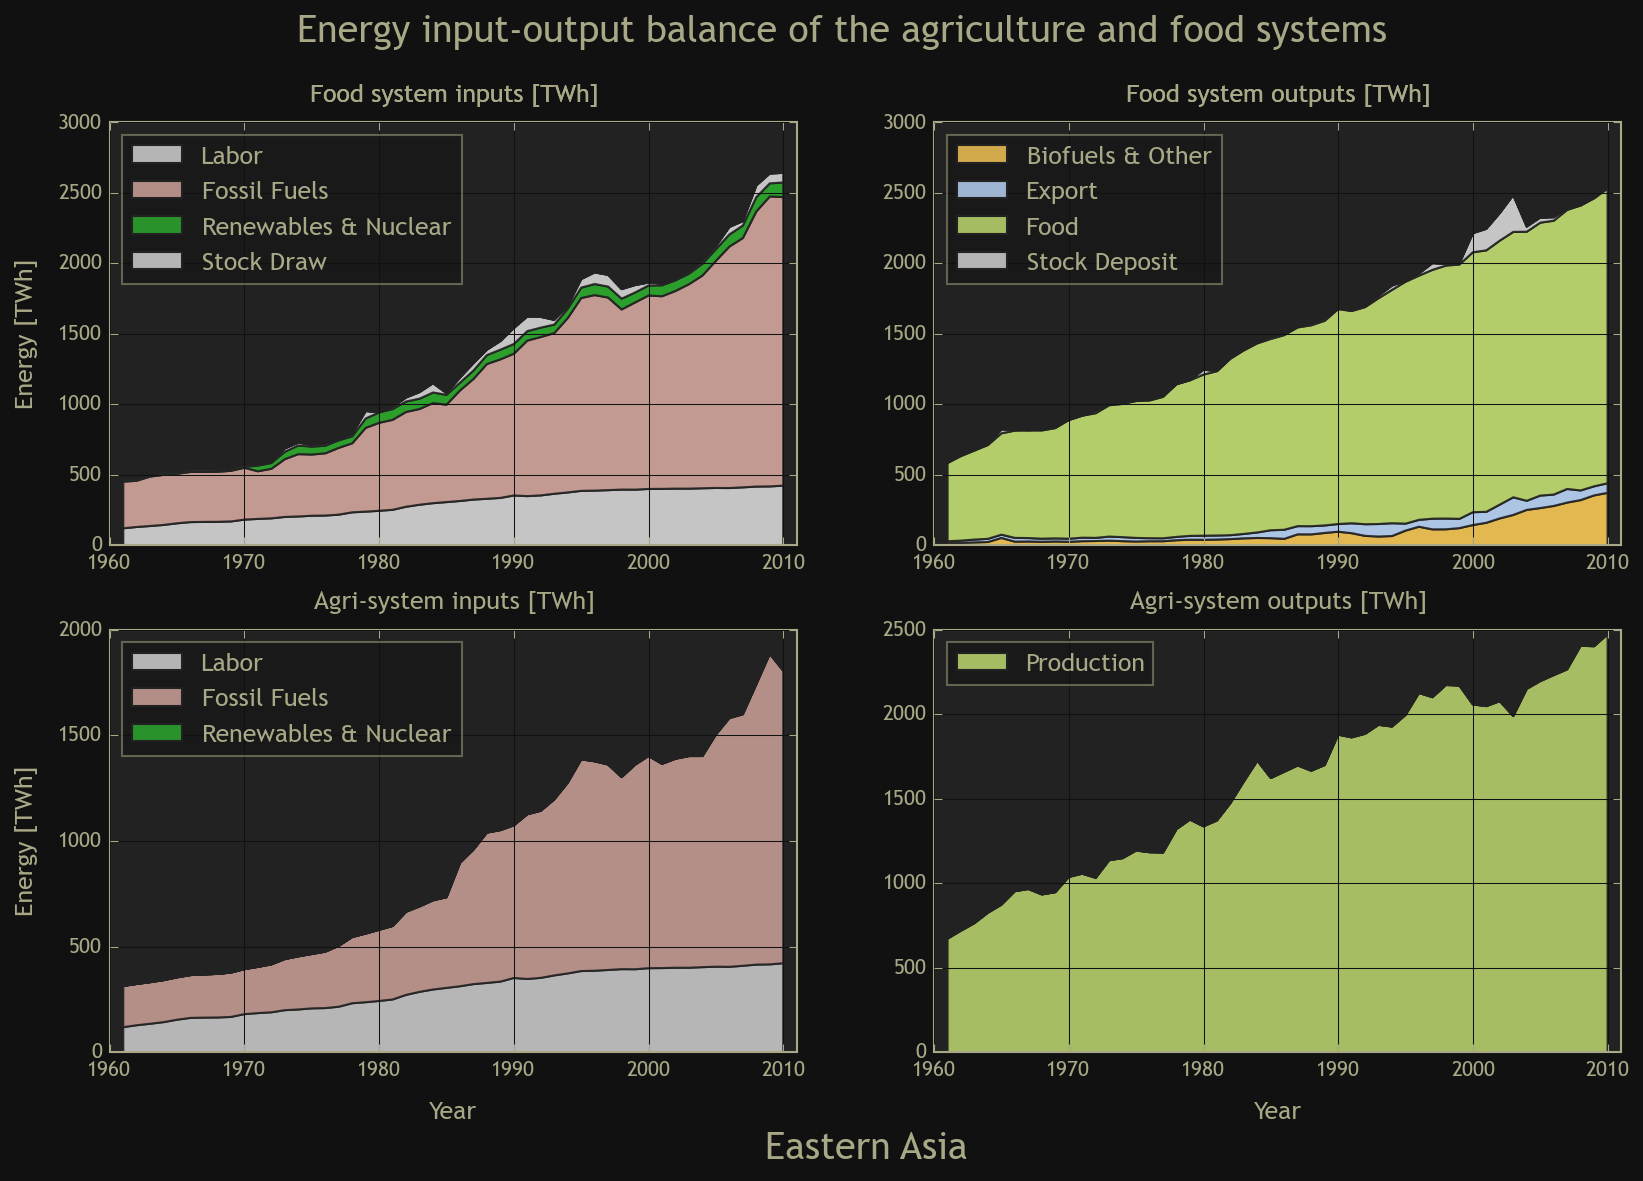 Energy input-output balance of the agriculture and food systems
Food system inputs [TWh]
Energy [TWh]
3000
2500
2000
1500
1000
500
0
1960 1970 1980 1990 2000 2010
Labor
Fossil Fuels
Renewables & Nuclear
Stock Draw
Food system outputs [TWh]
3000
2500
2000
1500
1000
500
0
1960 1970 1980 1990 2000 2010
Biofuels & Other
Export
Food
Stock Deposit
Agri-system inputs [TWh]
Energy [TWh]
2000
1500
1000
500
0
1960 1970 1980 1990 2000 2010
Labor
Fossil Fuels
Renewables & Nuclear
Year
Agri-system outputs [TWh]
2500
2000
1500
1000
500
0
1960 1970 1980 1990 2000 2010
Production
Year
Eastern Asia